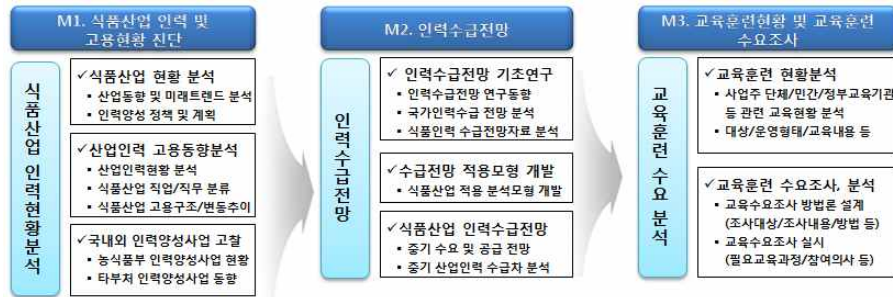 M1. 식품산업 인력 및
고용현황 진단
식품산업 인력현황분석
✓식품산업 현황 분석
▪ 산업동향 및 미래트렌드 분석
▪ 인력양성 정책 및 계획
✓산업인력 고용동향분석
▪ 산업인력현황 분석
▪ 식품산업 직업/직무 분류
▪ 식품산업 고용구조/변동추이
✓국내외 인력양성사업 고찰
▪ 농식품부 인력양성사업 현황
▪ 타부처 인력양성사업 동향
M2. 인력수급전망
인력수급전망
✓ 인력수급전망 기초연구
▪ 인력수급전망 연구동향
▪ 국가인력수급 전망 분석
▪ 식품인력 수급전망자료 분석
✓수급전망 적용모형 개발
▪ 식품산업 적용 분석모형 개발
✓식품산업 인력수급전망
▪ 중기 수요 및 공급 전망
▪ 중기 산업인력 수급차 분석
M3. 교육훈련현황 및 교육훈련
수요조사
교육훈련 수요 분석
✓교육훈련 현황분석
▪ 사업주 단체/민간/정부교육기관
등 관련 교육현황 분석
▪ 대상/운영형태/교육내용 등
✓교육훈련 수요조사, 분석
▪ 교육수요조사 방법론 설계
(조사대상/조사내용/방법 등)
▪ 교육수요조사 실시
(필요교육과정/참여의사 등)